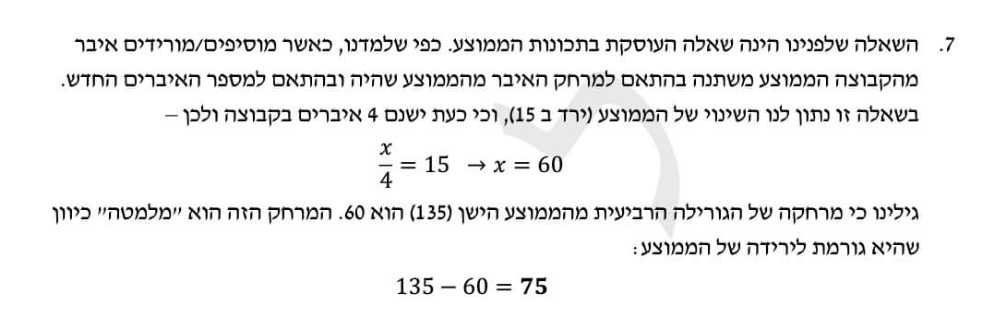 7. השאלה שלפנינו הינה שאלה העוסקת בתכונות הממוצע. כפי שלמדנו, כאשר מוסיפים/מורידים איבר
מהקבוצה הממוצע משתנה בהתאם למרחק האיבר מהממוצע שהיה ובהתאם למספר האיברים החדש.
בשאלה זו נתון לנו השינוי של הממוצע (ירד ב 15), וכי כעת ישנם 4 איברים בקבוצה ולכן –
x/4 = 15 → x = 60
גילינו כי מרחקה של הגורילה הרביעית מהממוצע הישן (135) הוא 60. המרחק הזה הוא "מלמטה" כיוון
שהיא גורמת לירידה של הממוצע:
135 − 60 = 75